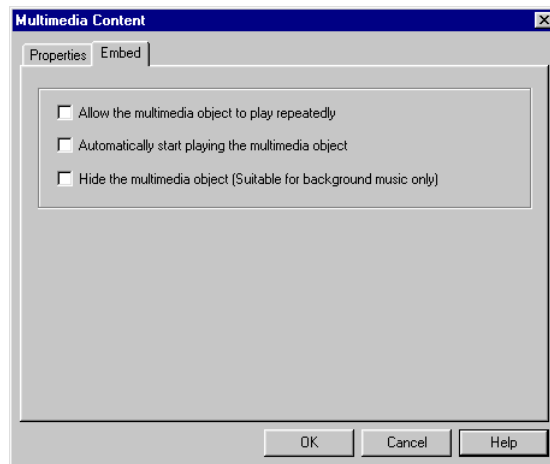 Multimedia Content
Properties Embed
Allow the multimedia object to play repeatedly
Automatically start playing the multimedia object
Hide the multimedia object (Suitable for background music only)
OK Cancel Help